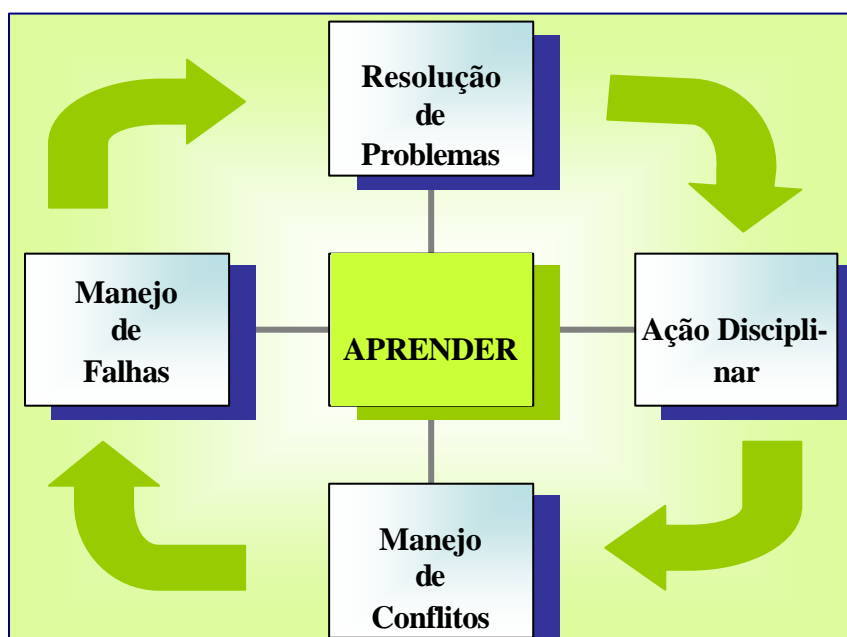 Resolução
de
Problemas
Manejo
de
Falhas
APRENDER
Ação Discipli-
nar
Manejo
de
Conflitos